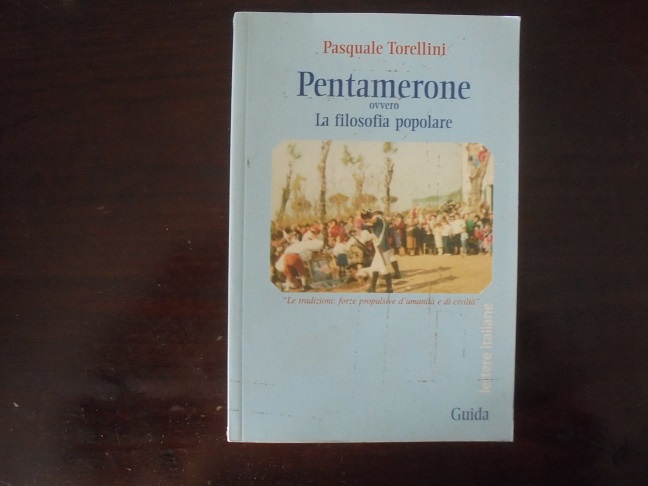 Pasquale Torellini
Pentamerone
ovvero
La filosofia popolare
"Le tradizioni: forze propulsive d'umanità e di civiltà"
lettere italiane
Guida